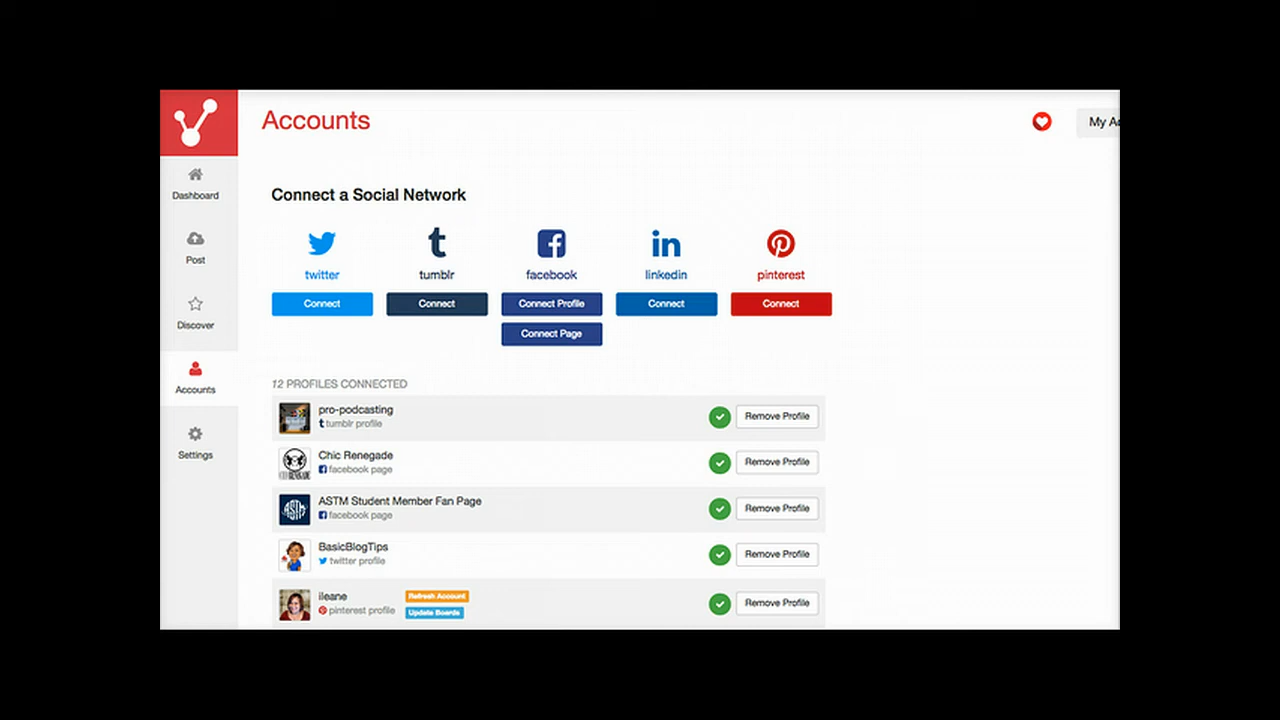 Accounts
My Ac
Dashboard
Post
Discover
Accounts
Settings
Connect a Social Network
twitter
tumblr
facebook
linkedin
pinterest
Connect
Connect
Connect Profile
Connect
Connect
Connect Page
12 PROFILES CONNECTED
pro-podcasting
t tumblr profile
Remove Profile
Chic Renegade
facebook page
Remove Profile
ASTM Student Member Fan Page
facebook page
Remove Profile
ASTM
BasicBlogTips
twitter profile
Remove Profile
ileane
pinterest profile
Refresh Account
Update Boards
Remove Profile